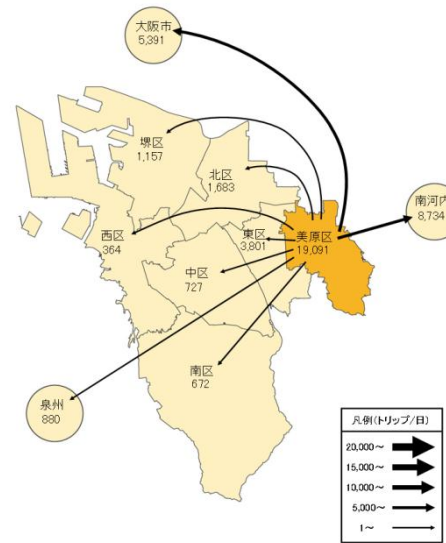 大阪市
5,391
堺区
1,157
北区
1,683
南河内
8,734
西区
364
東区
3,801
美原区
19,091
中区
727
南区
672
泉州
880
凡例(トリップ/日)
20,000~
15,000~
10,000~
5,000~
1~